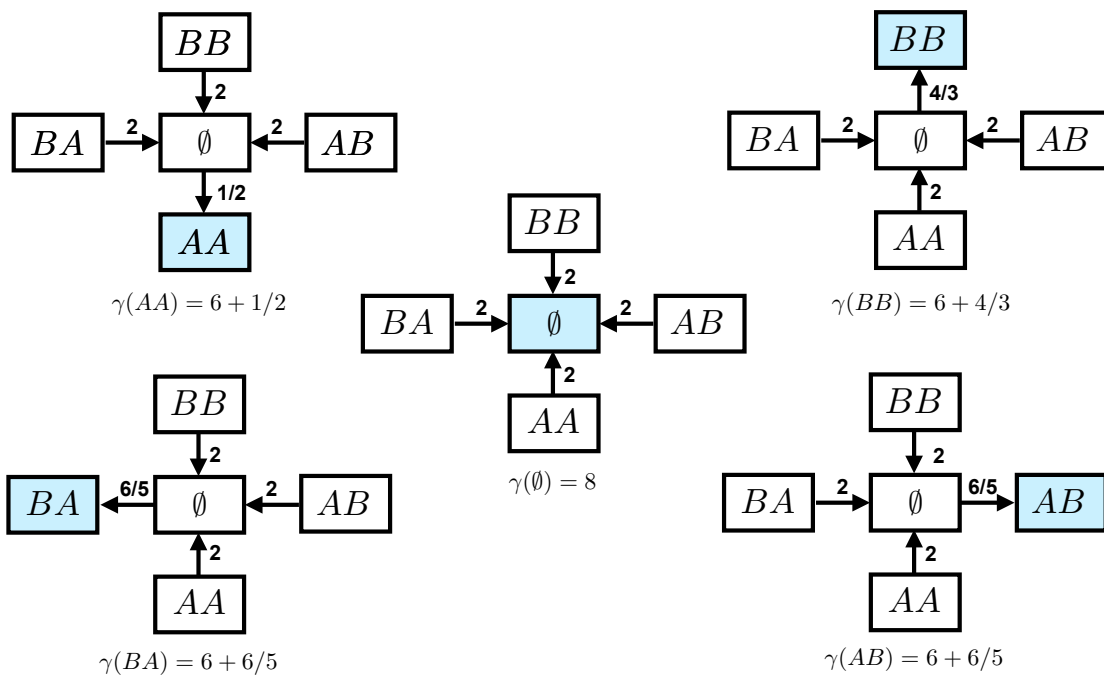 BB
2
BA 2 ∅ 2 AB
1/2
AA
γ(AA) = 6 + 1/2
BB
4/3
BA 2 ∅ 2 AB
2
AA
γ(BB) = 6 + 4/3
BB
2
BA 2 ∅ 2 AB
2
AA
γ(∅) = 8
BB
2
BA 6/5 ∅ 2 AB
2
AA
γ(BA) = 6 + 6/5
BB
2
BA 2 ∅ 6/5 AB
2
AA
γ(AB) = 6 + 6/5